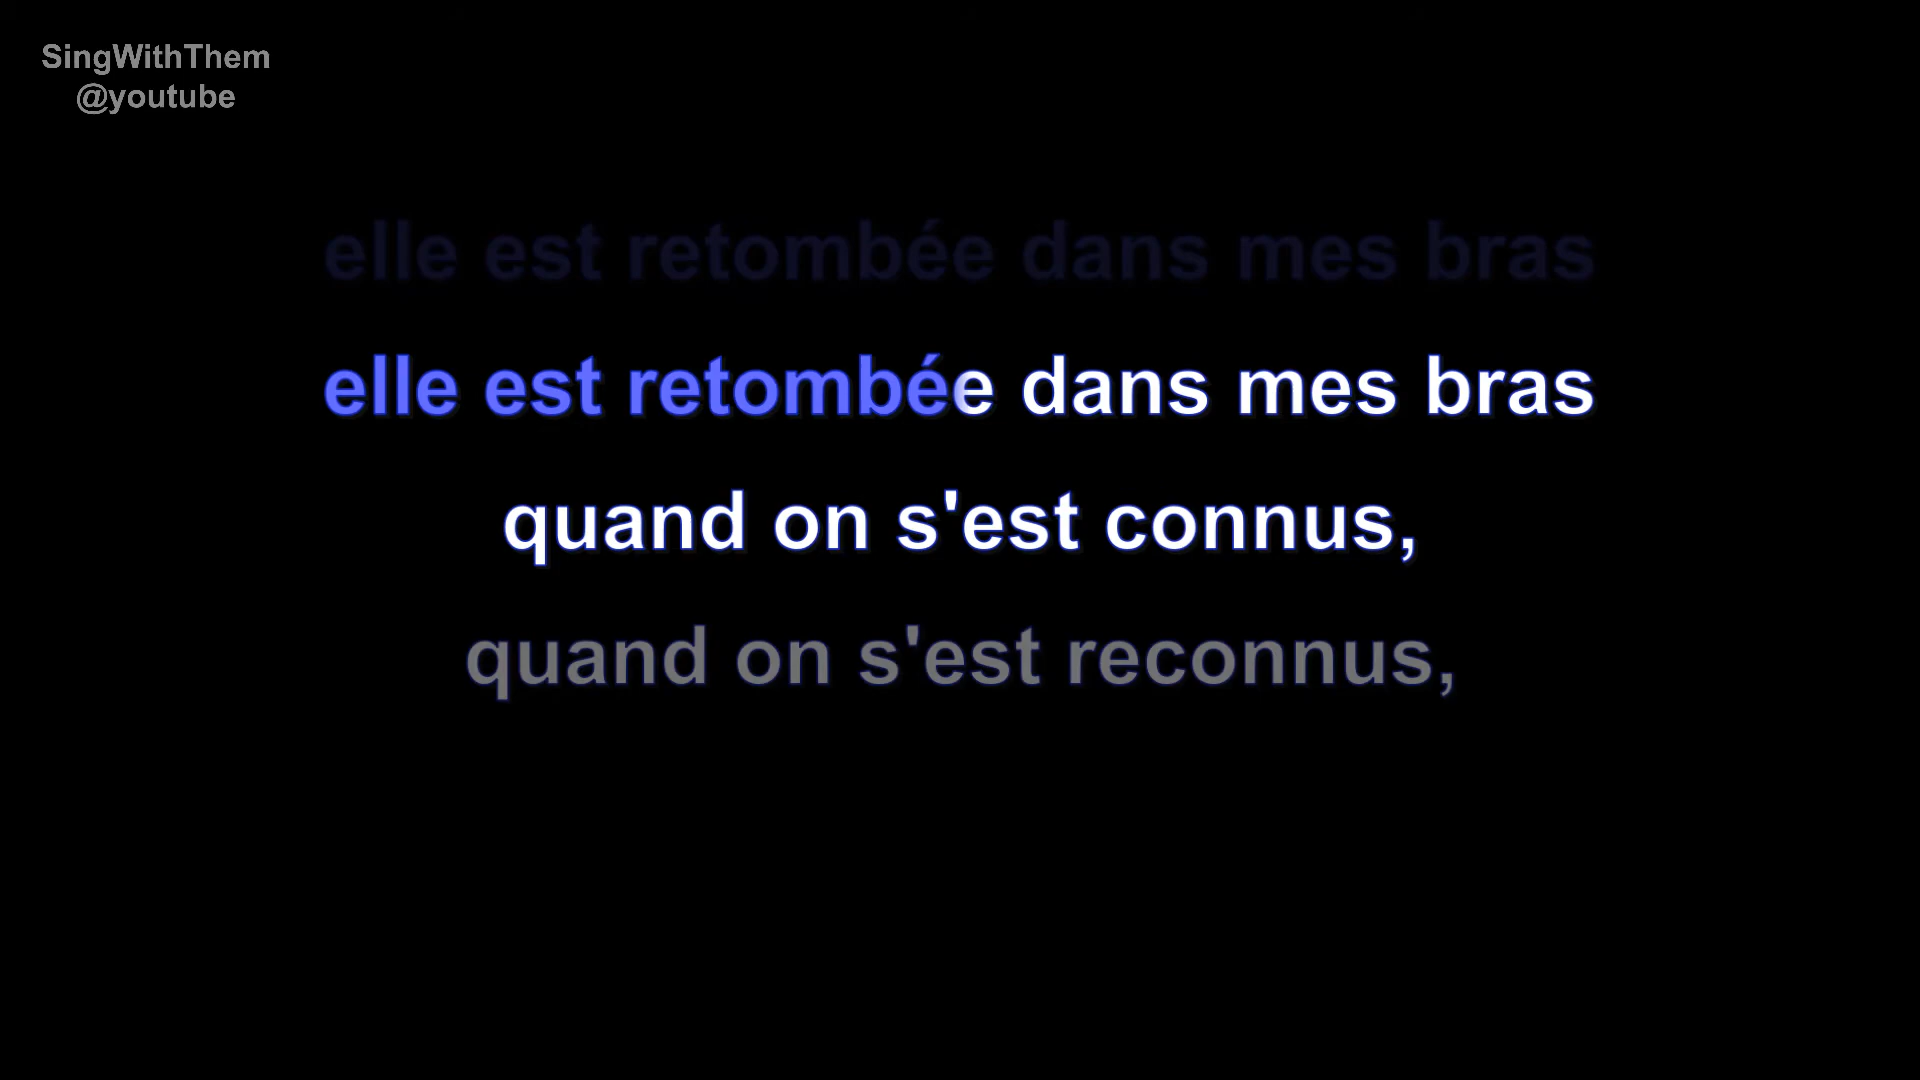 SingWithThem
@youtube
elle est retombée dans mes bras
elle est retombée dans mes bras
quand on s'est connus,
quand on s'est reconnus,